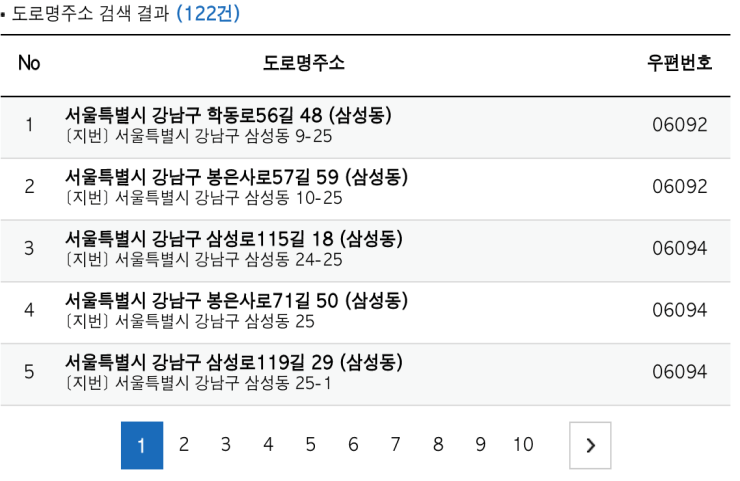 ▪ 도로명주소 검색 결과 (122건)
No 도로명주소 우편번호
1 서울특별시 강남구 학동로56길 48 (삼성동) 06092
〔지번〕 서울특별시 강남구 삼성동 9-25
2 서울특별시 강남구 봉은사로57길 59 (삼성동) 06092
〔지번〕 서울특별시 강남구 삼성동 10-25
3 서울특별시 강남구 삼성로115길 18 (삼성동) 06094
〔지번〕 서울특별시 강남구 삼성동 24-25
4 서울특별시 강남구 봉은사로71길 50 (삼성동) 06094
〔지번〕 서울특별시 강남구 삼성동 25
5 서울특별시 강남구 삼성로119길 29 (삼성동) 06094
〔지번〕 서울특별시 강남구 삼성동 25-1
1 2 3 4 5 6 7 8 9 10 >